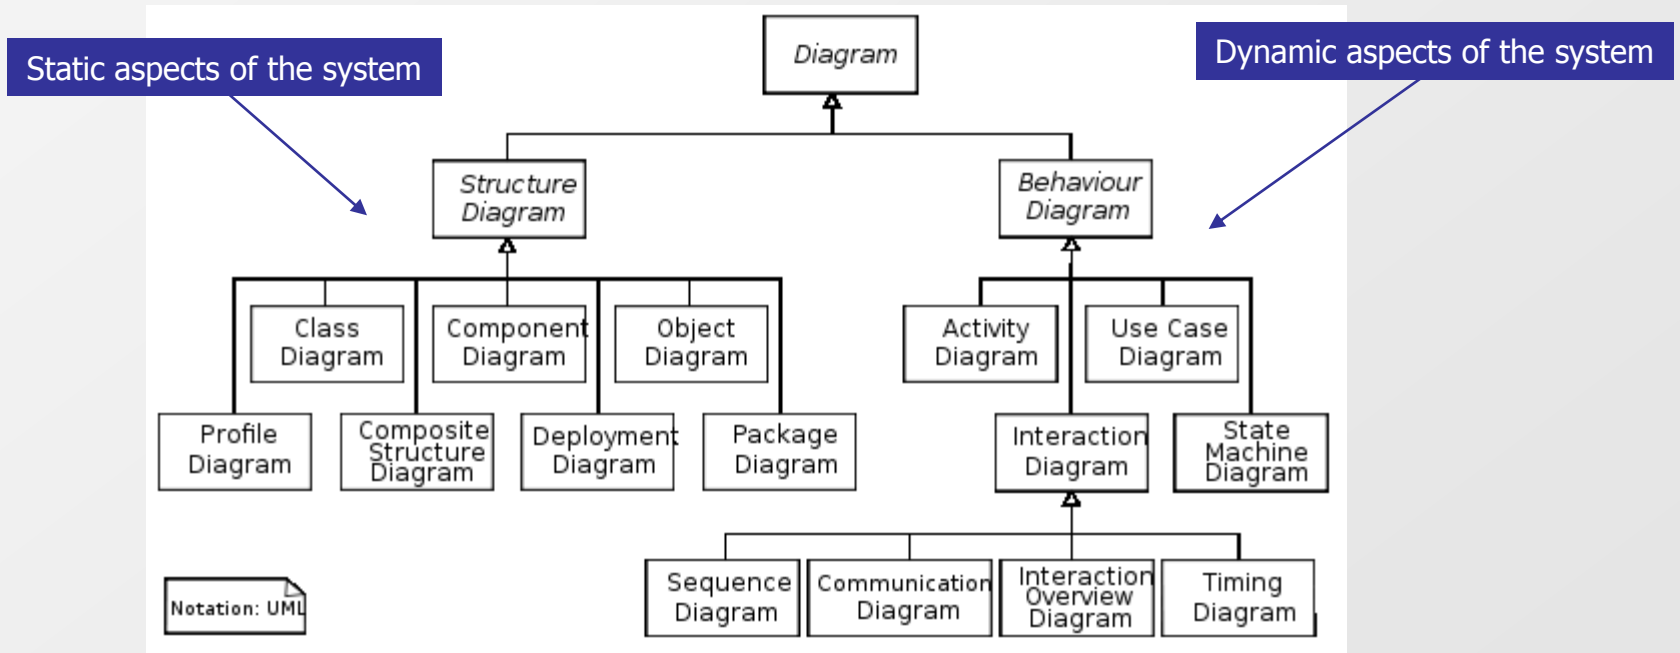 Static aspects of the system
Diagram
Dynamic aspects of the system
Structure
Diagram
Behaviour
Diagram
Class
Diagram
Component
Diagram
Object
Diagram
Activity
Diagram
Use Case
Diagram
Profile
Diagram
Composite
Structure
Diagram
Deployment
Diagram
Package
Diagram
Interaction
Diagram
State
Machine
Diagram
Sequence
Diagram
Communication
Diagram
Interaction
Overview
Diagram
Timing
Diagram
Notation: UML